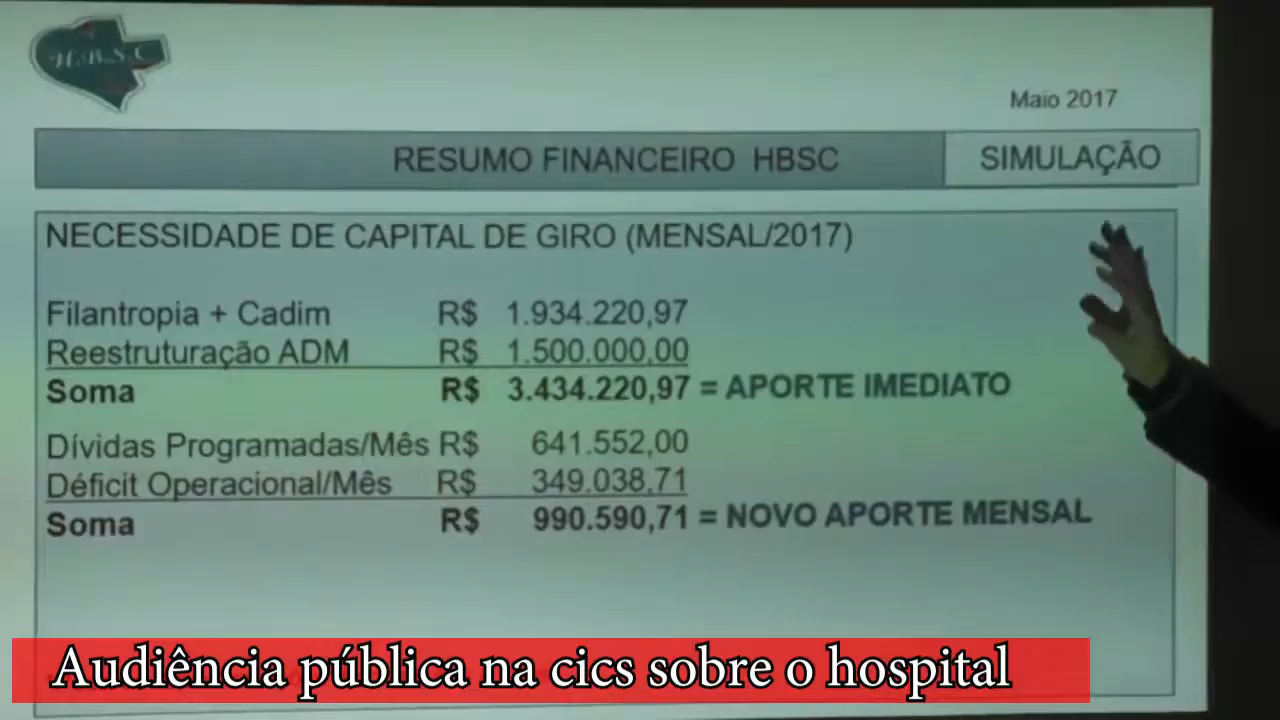 H.B.S.C
Maio 2017
RESUMO FINANCEIRO HBSC
SIMULAÇÃO
NECESSIDADE DE CAPITAL DE GIRO (MENSAL/2017)
Filantropia + Cadim R$ 1.934.220,97
Reestruturação ADM R$ 1.500.000,00
Soma R$ 3.434.220,97 = APORTE IMEDIATO
Dívidas Programadas/Mês R$ 641.552,00
Déficit Operacional/Mês R$ 349.038,71
Soma R$ 990.590,71 = NOVO APORTE MENSAL
Audiência pública na cics sobre o hospital